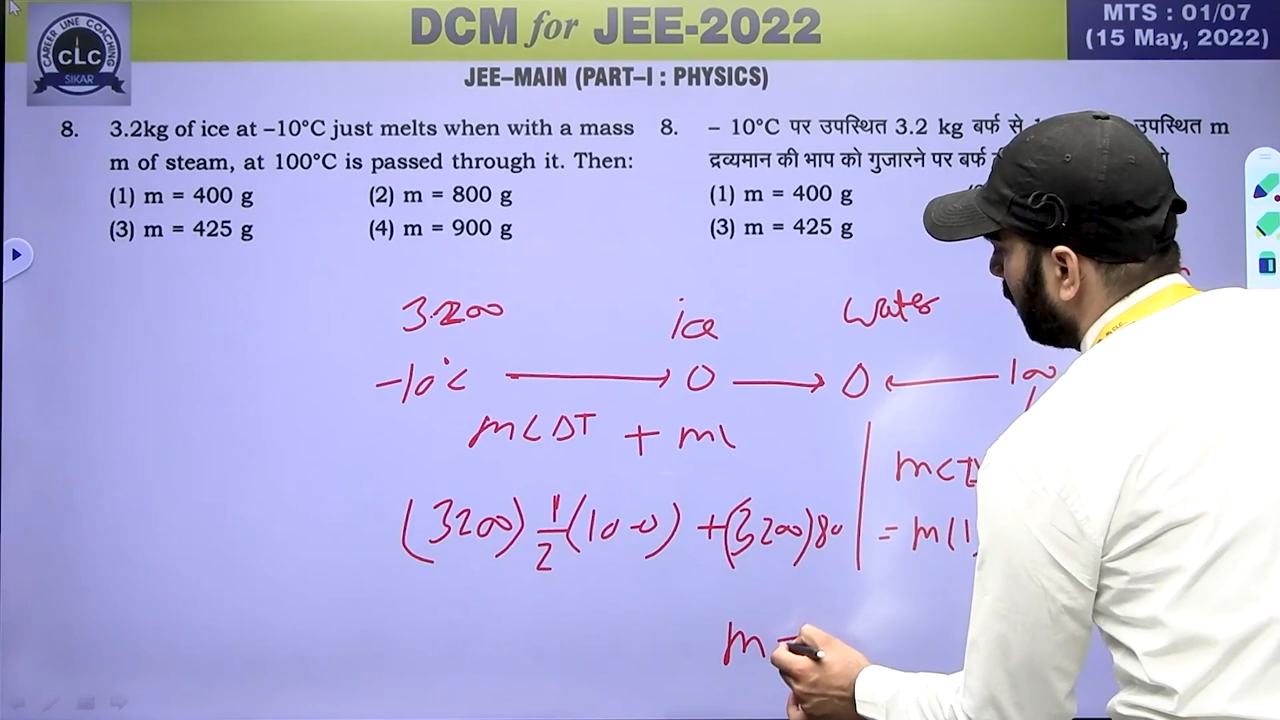 CAREER LINE COACHING
CLC
SIKAR
DCM for JEE-2022
MTS : 01/07
(15 May, 2022)
JEE–MAIN (PART–I : PHYSICS)
8. 3.2kg of ice at –10°C just melts when with a mass
m of steam, at 100°C is passed through it. Then:
(1) m = 400 g (2) m = 800 g
(3) m = 425 g (4) m = 900 g
8. – 10°C पर उपस्थित 3.2 kg बर्फ से उपस्थित m
द्रव्यमान की भाप को गुजारने पर बर्फ
(1) m = 400 g
(3) m = 425 g
3200 ice water
-10°C 0 0 100
mCΔT + mL
mC
(3200) 1/2 (10-0) + (3200)80 = m(1
m =